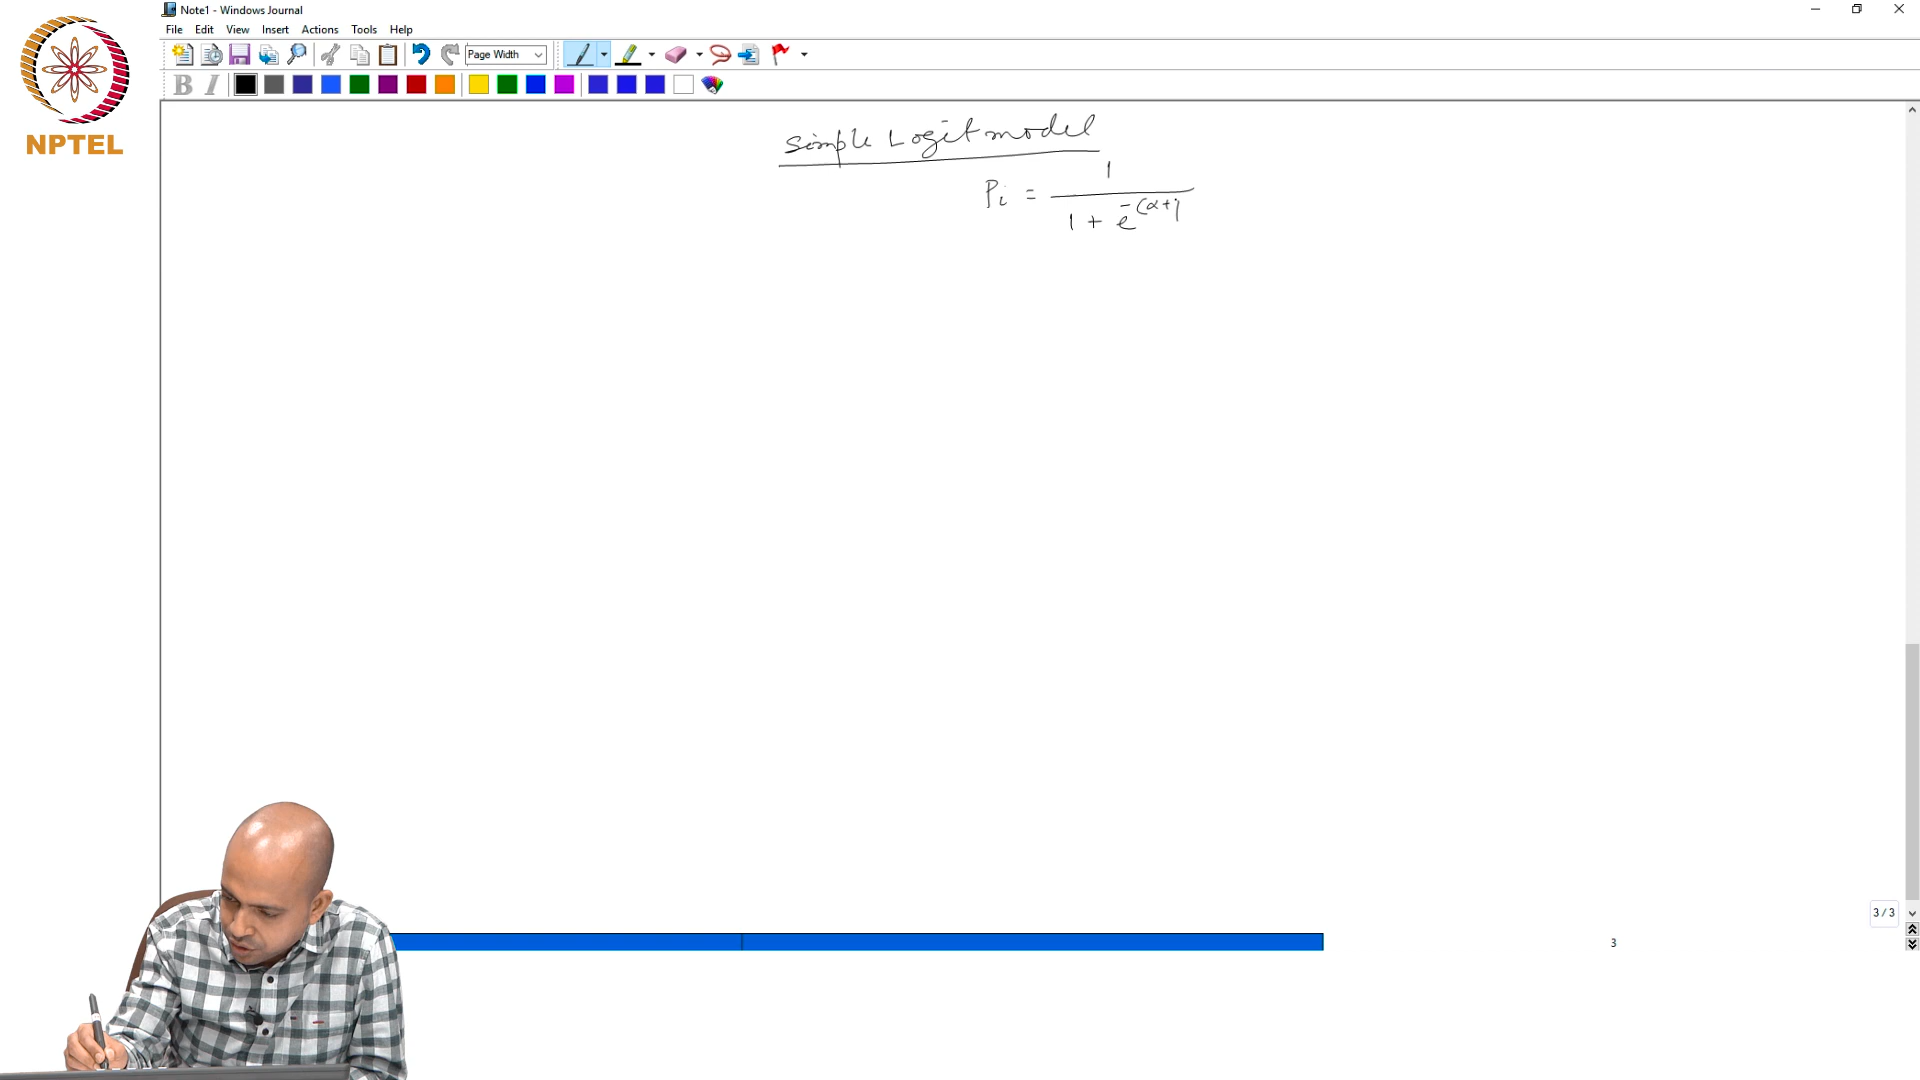 Note1 - Windows Journal
File Edit View Insert Actions Tools Help
Page Width
B I
NPTEL
Simple Logit model
Pi = 1 / 1 + e^-(α+
3 / 3
3